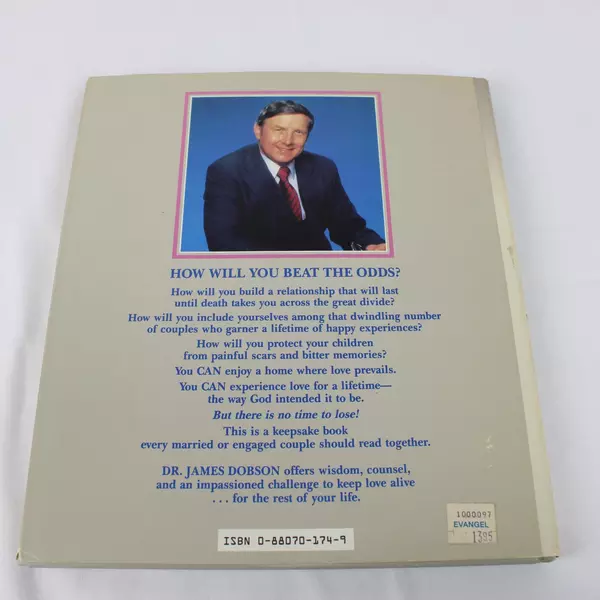 HOW WILL YOU BEAT THE ODDS?
How will you build a relationship that will last
until death takes you across the great divide?
How will you include yourselves among that dwindling number
of couples who garner a lifetime of happy experiences?
How will you protect your children
from painful scars and bitter memories?
You CAN enjoy a home where love prevails.
You CAN experience love for a lifetime—
the way God intended it to be.
But there is no time to lose!
This is a keepsake book
every married or engaged couple should read together.
DR. JAMES DOBSON offers wisdom, counsel,
and an impassioned challenge to keep love alive
. . . for the rest of your life.
ISBN 0-88070-174-9
1000097
EVANGEL
1395